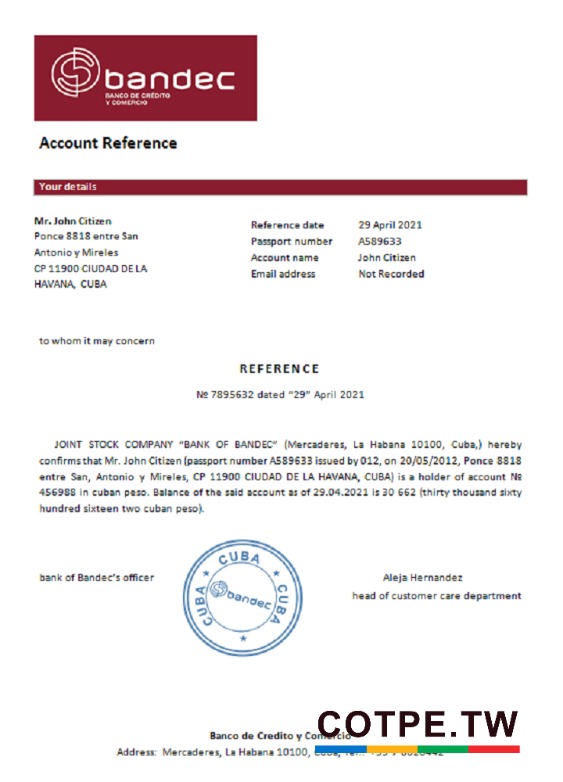 bandec
BANCO DE CRÉDITO
Y COMERCIO
Account Reference
Your details
Mr. John Citizen
Ponce 8818 entre San
Antonio y Mireles
CP 11900 CIUDAD DE LA
HAVANA, CUBA
Reference date 29 April 2021
Passport number A589633
Account name John Citizen
Email address Not Recorded
to whom it may concern
REFERENCE
№ 7895632 dated “29” April 2021
JOINT STOCK COMPANY “BANK OF BANDEC” (Mercaderes, La Habana 10100, Cuba,) hereby
confirms that Mr. John Citizen (passport number A589633 issued by 012, on 20/05/2012, Ponce 8818
entre San, Antonio y Mireles, CP 11900 CIUDAD DE LA HAVANA, CUBA) is a holder of account №
456988 in cuban peso. Balance of the said account as of 29.04.2021 is 30 662 (thirty thousand sixty
hundred sixteen two cuban peso).
bank of Bandec's officer
CUBA
CUBA
CUBA
bandec
Aleja Hernandez
head of customer care department
COTPE.TW
Banco de Credito y Comercio
Address: Mercaderes, La Habana 10100,